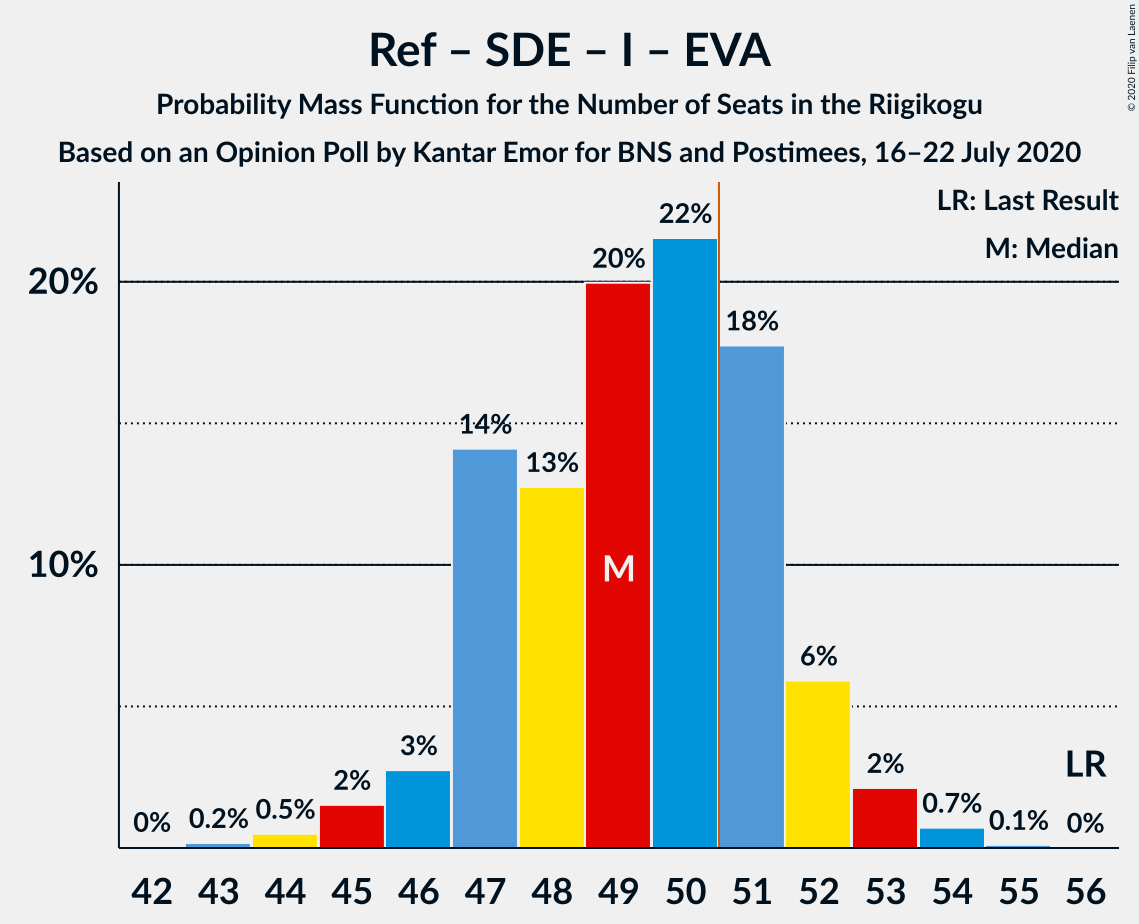 Ref – SDE – I – EVA
Probability Mass Function for the Number of Seats in the Riigikogu
Based on an Opinion Poll by Kantar Emor for BNS and Postimees, 16–22 July 2020
© 2020 Filip van Laenen
LR: Last Result
M: Median
20%
10%
0%
0.2%
0.5%
2%
3%
14%
13%
20%
22%
18%
6%
2%
0.7%
0.1%
0%
M
LR
42 43 44 45 46 47 48 49 50 51 52 53 54 55 56